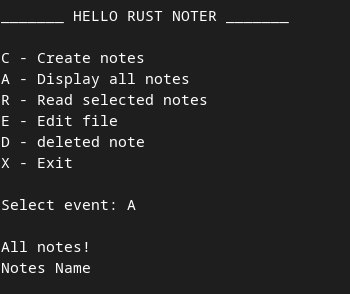 _______ HELLO RUST NOTER _______
C - Create notes
A - Display all notes
R - Read selected notes
E - Edit file
D - deleted note
X - Exit
Select event: A
All notes!
Notes Name